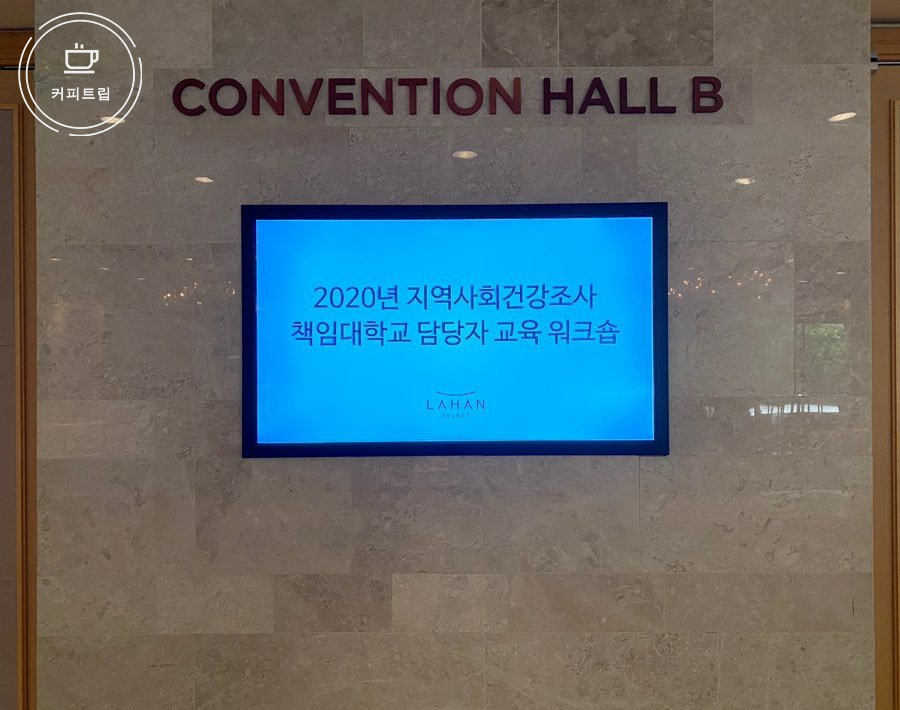 커피트립
CONVENTION HALL B
2020년 지역사회건강조사
책임대학교 담당자 교육 워크숍
LAHAN
SELECT